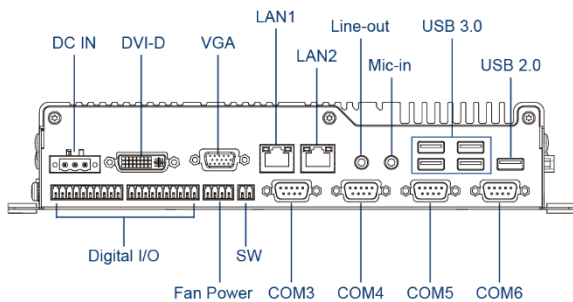 LAN1
Line-out
USB 3.0
DC IN
DVI-D
VGA
LAN2
Mic-in
USB 2.0
Digital I/O
SW
Fan Power
COM3
COM4
COM5
COM6